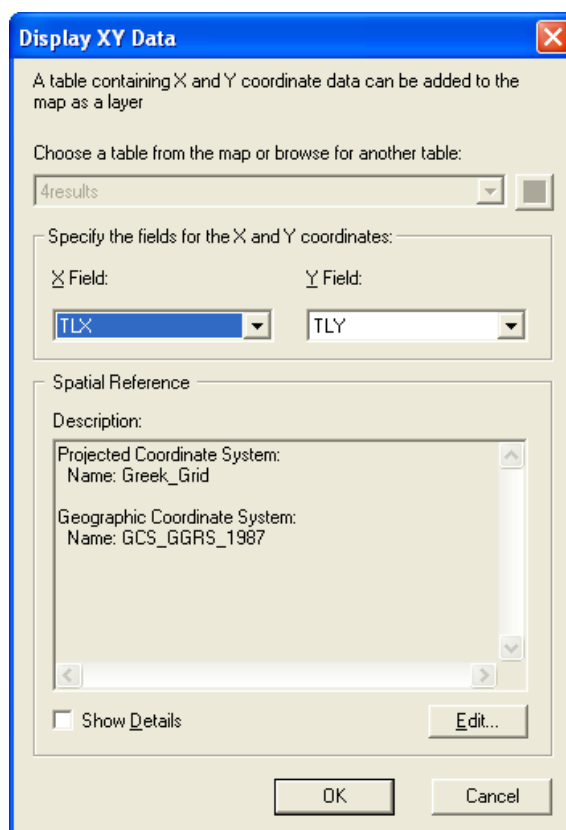 Display XY Data
A table containing X and Y coordinate data can be added to the
map as a layer
Choose a table from the map or browse for another table:
4results
Specify the fields for the X and Y coordinates:
X Field: Y Field:
TLX TLY
Spatial Reference
Description:
Projected Coordinate System:
Name: Greek_Grid
Geographic Coordinate System:
Name: GCS_GGRS_1987
Show Details Edit...
OK Cancel